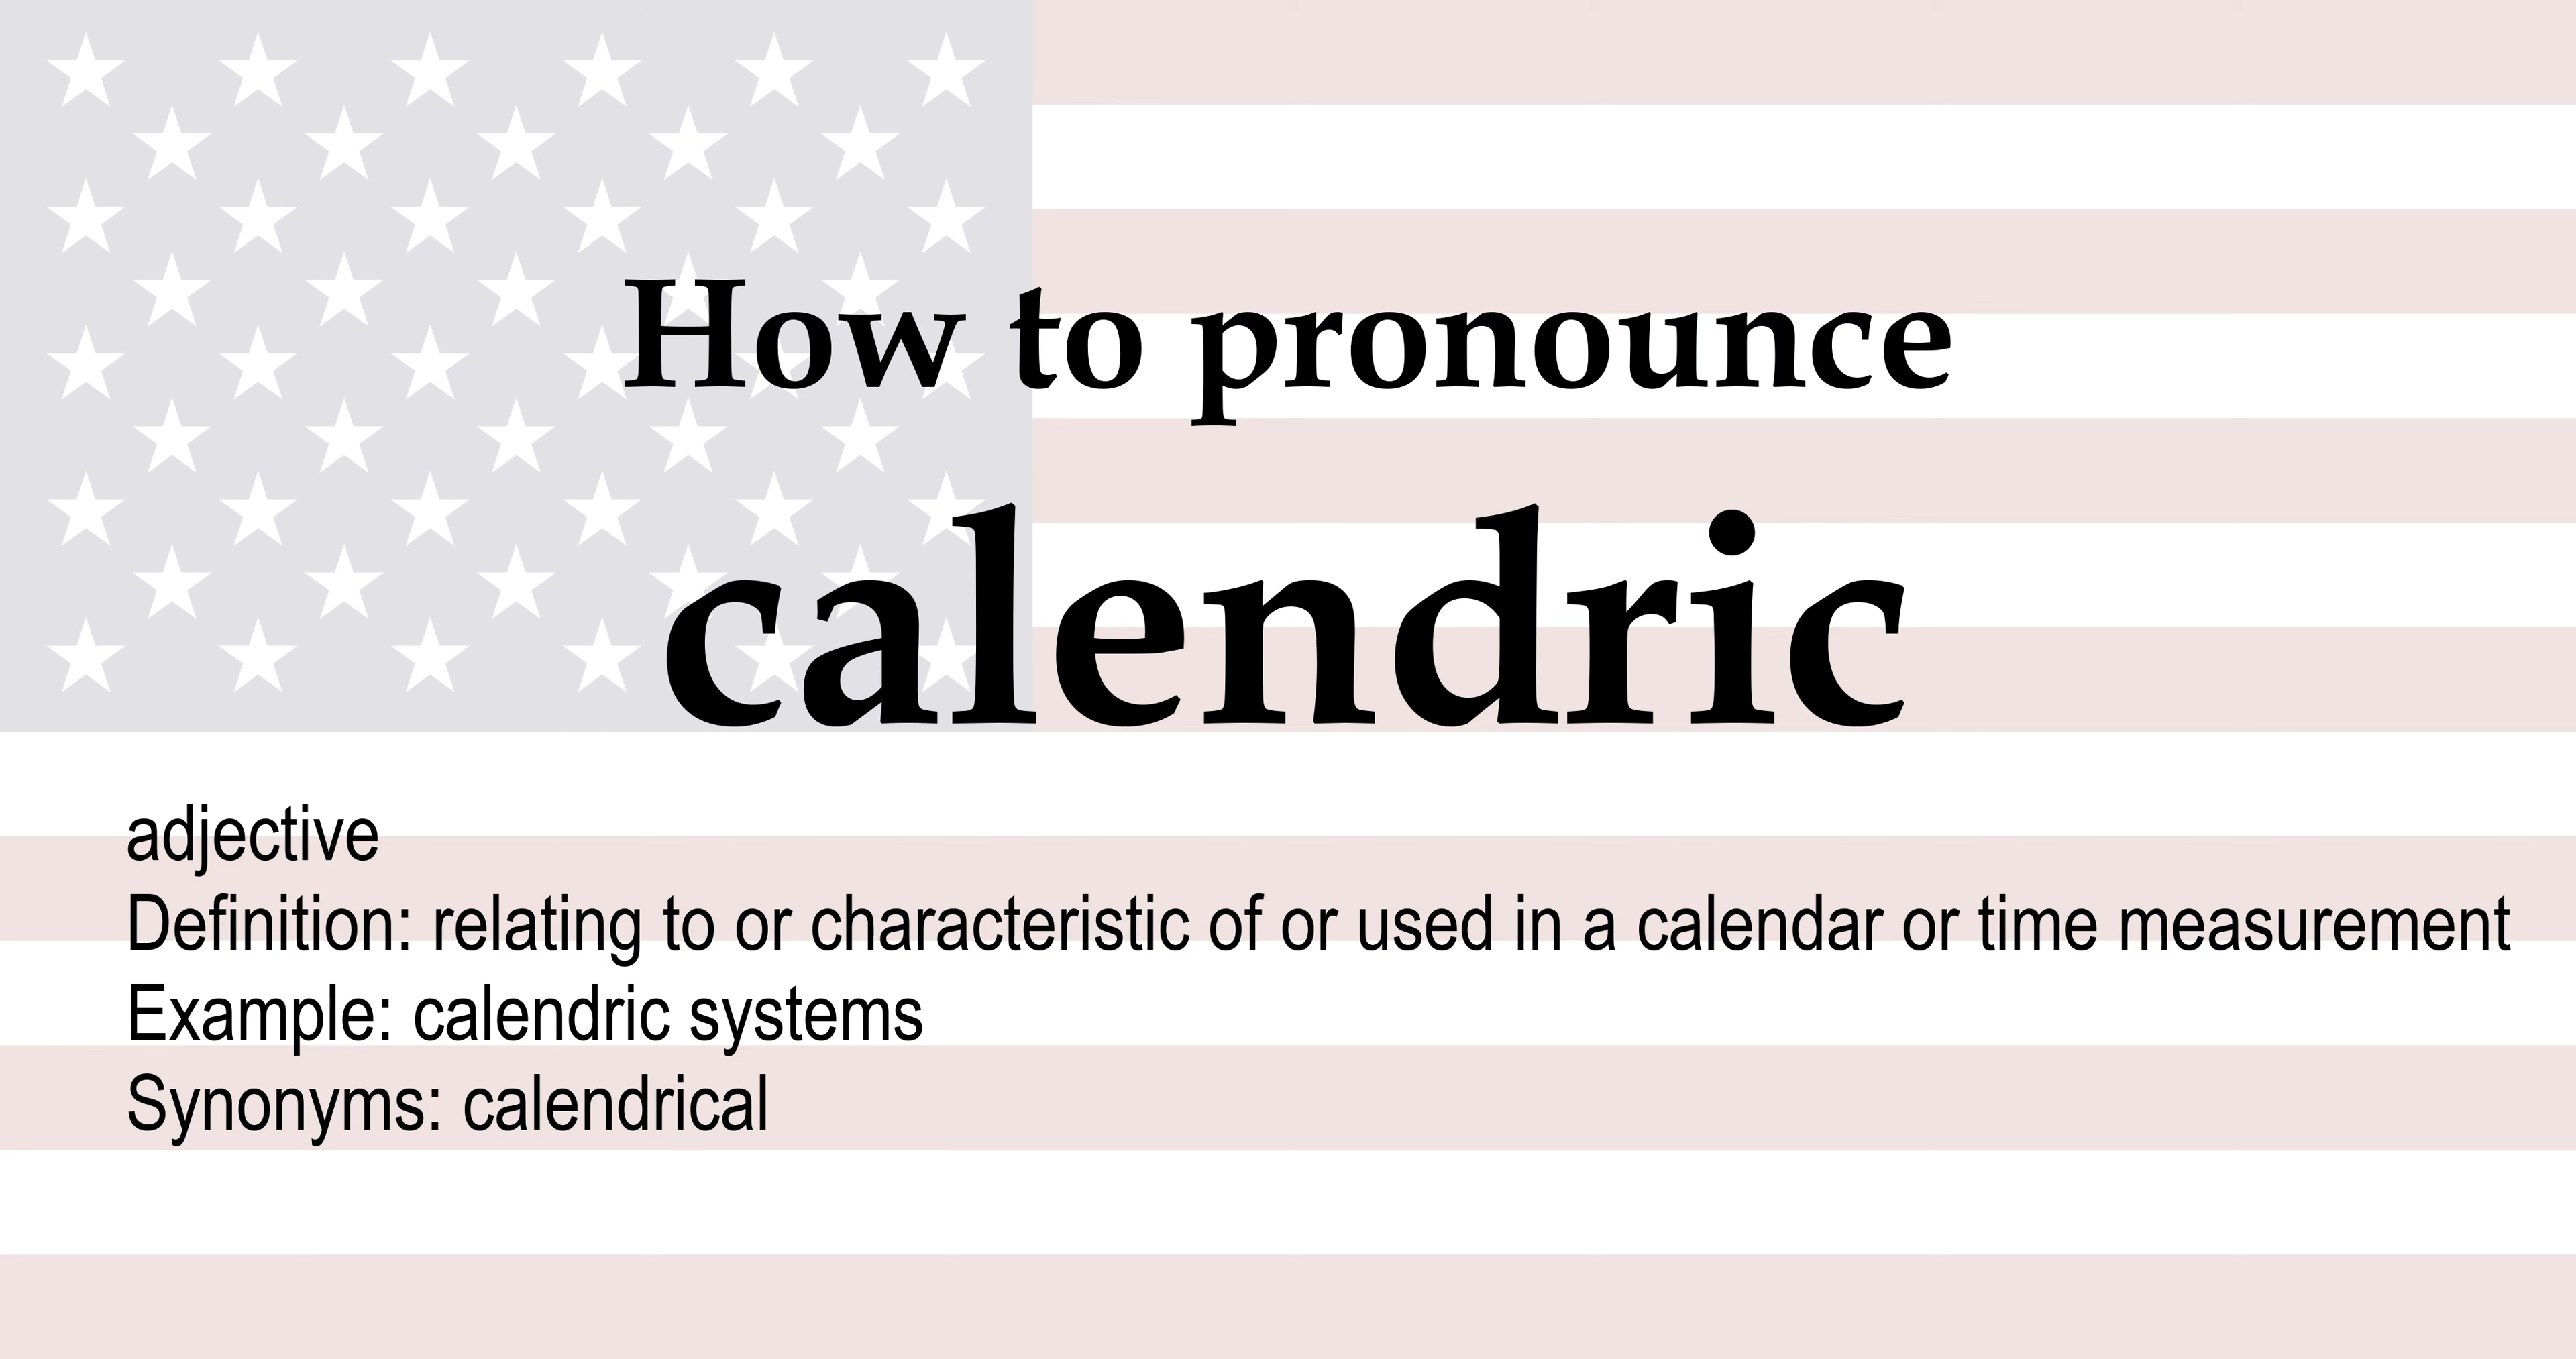 How to pronounce
calendric
adjective
Definition: relating to or characteristic of or used in a calendar or time measurement
Example: calendric systems
Synonyms: calendrical